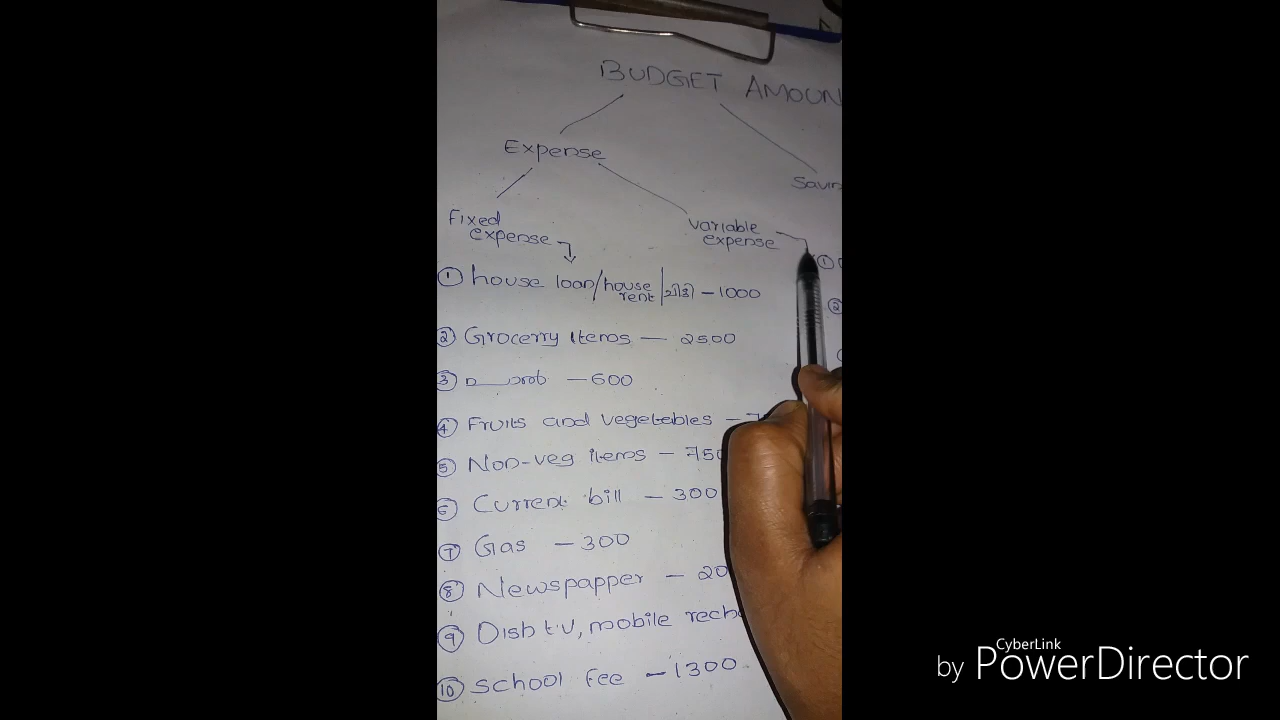 BUDGET AMOUN
Expense
Savin
Fixed
expense
Variable
expense
① house loan/house rent/சீட்டு – 1000
② Grocerry items — 2500
③ – 600
④ Fruits and vegetables –
⑤ Non-veg items – 750
⑥ Current bill – 300
⑦ Gas – 300
⑧ Newspapper – 20
⑨ Dish t.v, mobile rech
⑩ School fee – 1300
①
②
by CyberLink PowerDirector